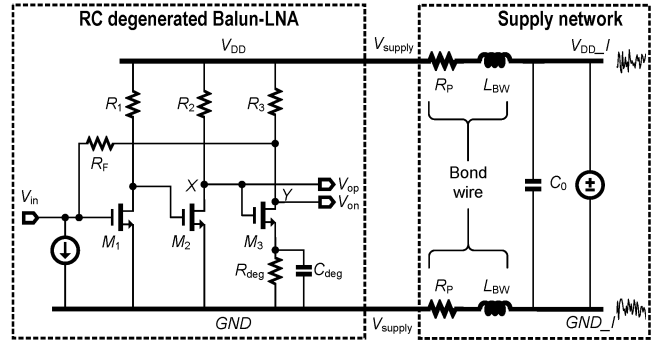 RC degenerated Balun-LNA
Supply network
VDD
Vsupply
VDD_I
R1
R2
R3
RP
LBW
RF
Bond
wire
C0
Vin
X
Y
Vop
Von
M1
M2
M3
Rdeg
Cdeg
RP
LBW
GND
Vsupply
GND_I